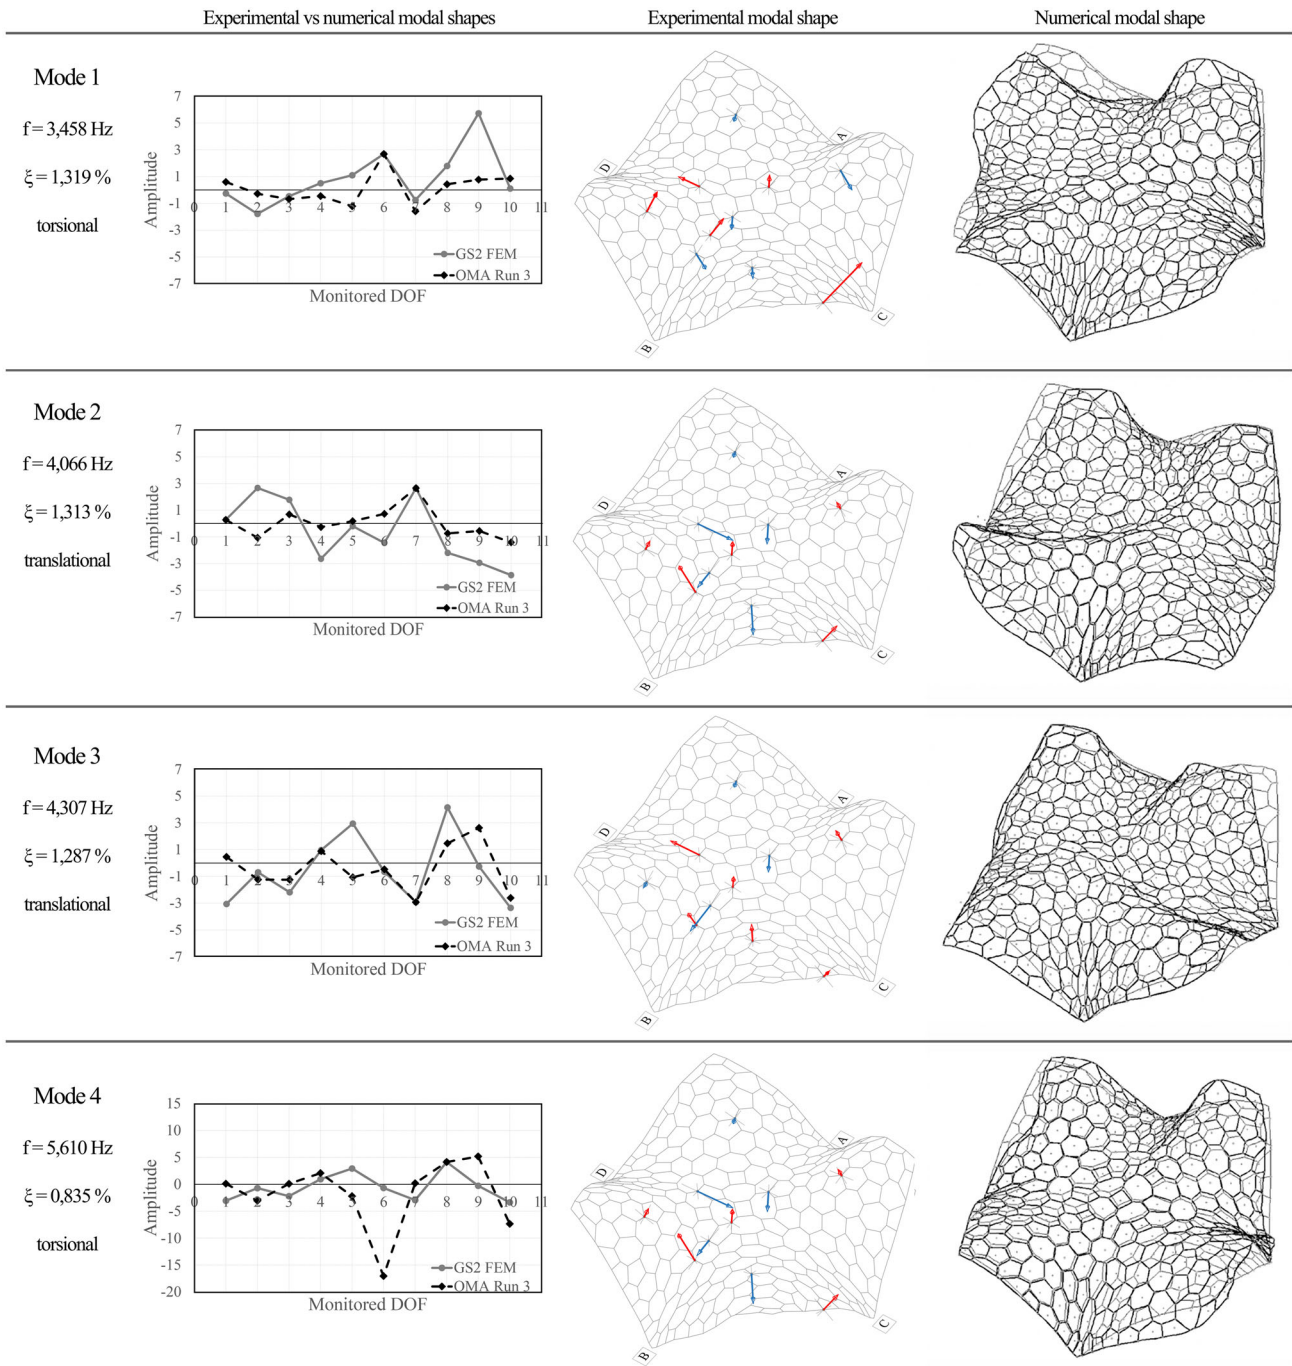 Experimental vs numerical modal shapes
Experimental modal shape
Numerical modal shape
Mode 1
f = 3,458 Hz
ξ = 1,319 %
torsional
7
5
3
1
-1
-3
-5
-7
0 1 2 3 4 5 6 7 8 9 10 11
Amplitude
Monitored DOF
GS2 FEM
OMA Run 3
A
D
B
C
Mode 2
f = 4,066 Hz
ξ = 1,313 %
translational
7
5
3
1
-1
-3
-5
-7
0 1 2 3 4 5 6 7 8 9 10 11
Amplitude
Monitored DOF
GS2 FEM
OMA Run 3
A
D
B
C
Mode 3
f = 4,307 Hz
ξ = 1,287 %
translational
7
5
3
1
-1
-3
-5
-7
0 1 2 3 4 5 6 7 8 9 10 11
Amplitude
Monitored DOF
GS2 FEM
OMA Run 3
A
D
B
C
Mode 4
f = 5,610 Hz
ξ = 0,835 %
torsional
15
10
5
0
-5
-10
-15
-20
0 1 2 3 4 5 6 7 8 9 10 11
Amplitude
Monitored DOF
GS2 FEM
OMA Run 3
A
D
B
C